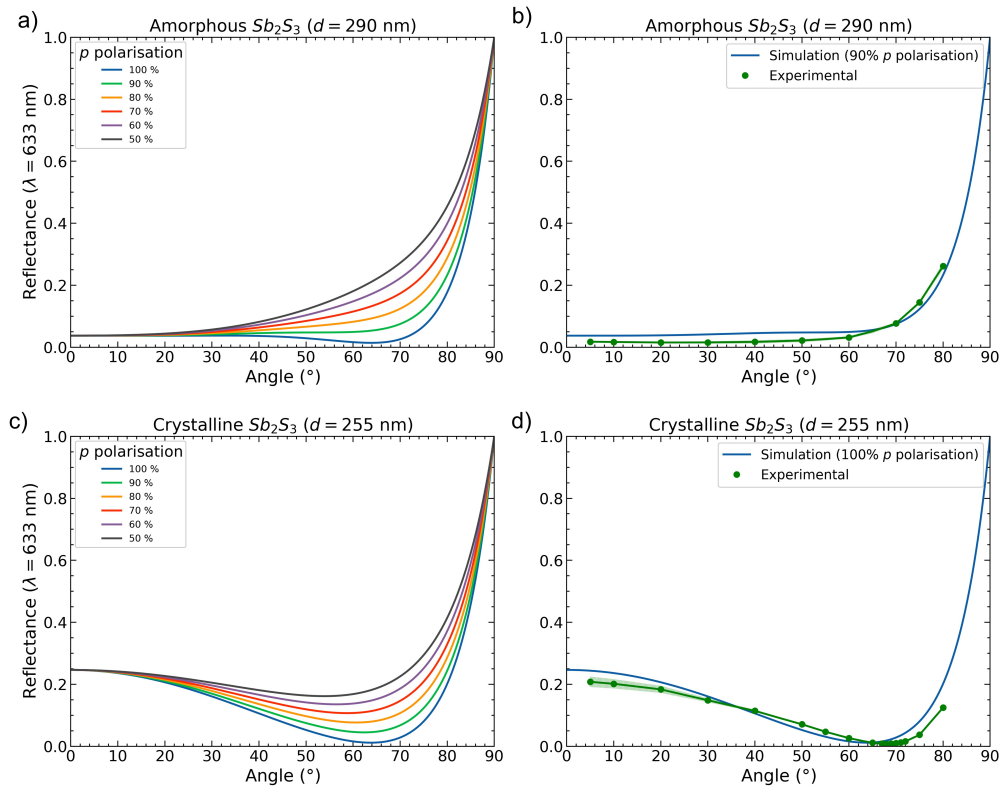 a)
Amorphous Sb₂S₃ (d = 290 nm)
p polarisation
100 %
90 %
80 %
70 %
60 %
50 %
1.0
0.8
0.6
0.4
0.2
0.0
Reflectance (λ = 633 nm)
0 10 20 30 40 50 60 70 80 90
Angle (°)
b)
Amorphous Sb₂S₃ (d = 290 nm)
Simulation (90% p polarisation)
Experimental
1.0
0.8
0.6
0.4
0.2
0.0
0 10 20 30 40 50 60 70 80 90
Angle (°)
c)
Crystalline Sb₂S₃ (d = 255 nm)
p polarisation
100 %
90 %
80 %
70 %
60 %
50 %
1.0
0.8
0.6
0.4
0.2
0.0
Reflectance (λ = 633 nm)
0 10 20 30 40 50 60 70 80 90
Angle (°)
d)
Crystalline Sb₂S₃ (d = 255 nm)
Simulation (100% p polarisation)
Experimental
1.0
0.8
0.6
0.4
0.2
0.0
0 10 20 30 40 50 60 70 80 90
Angle (°)